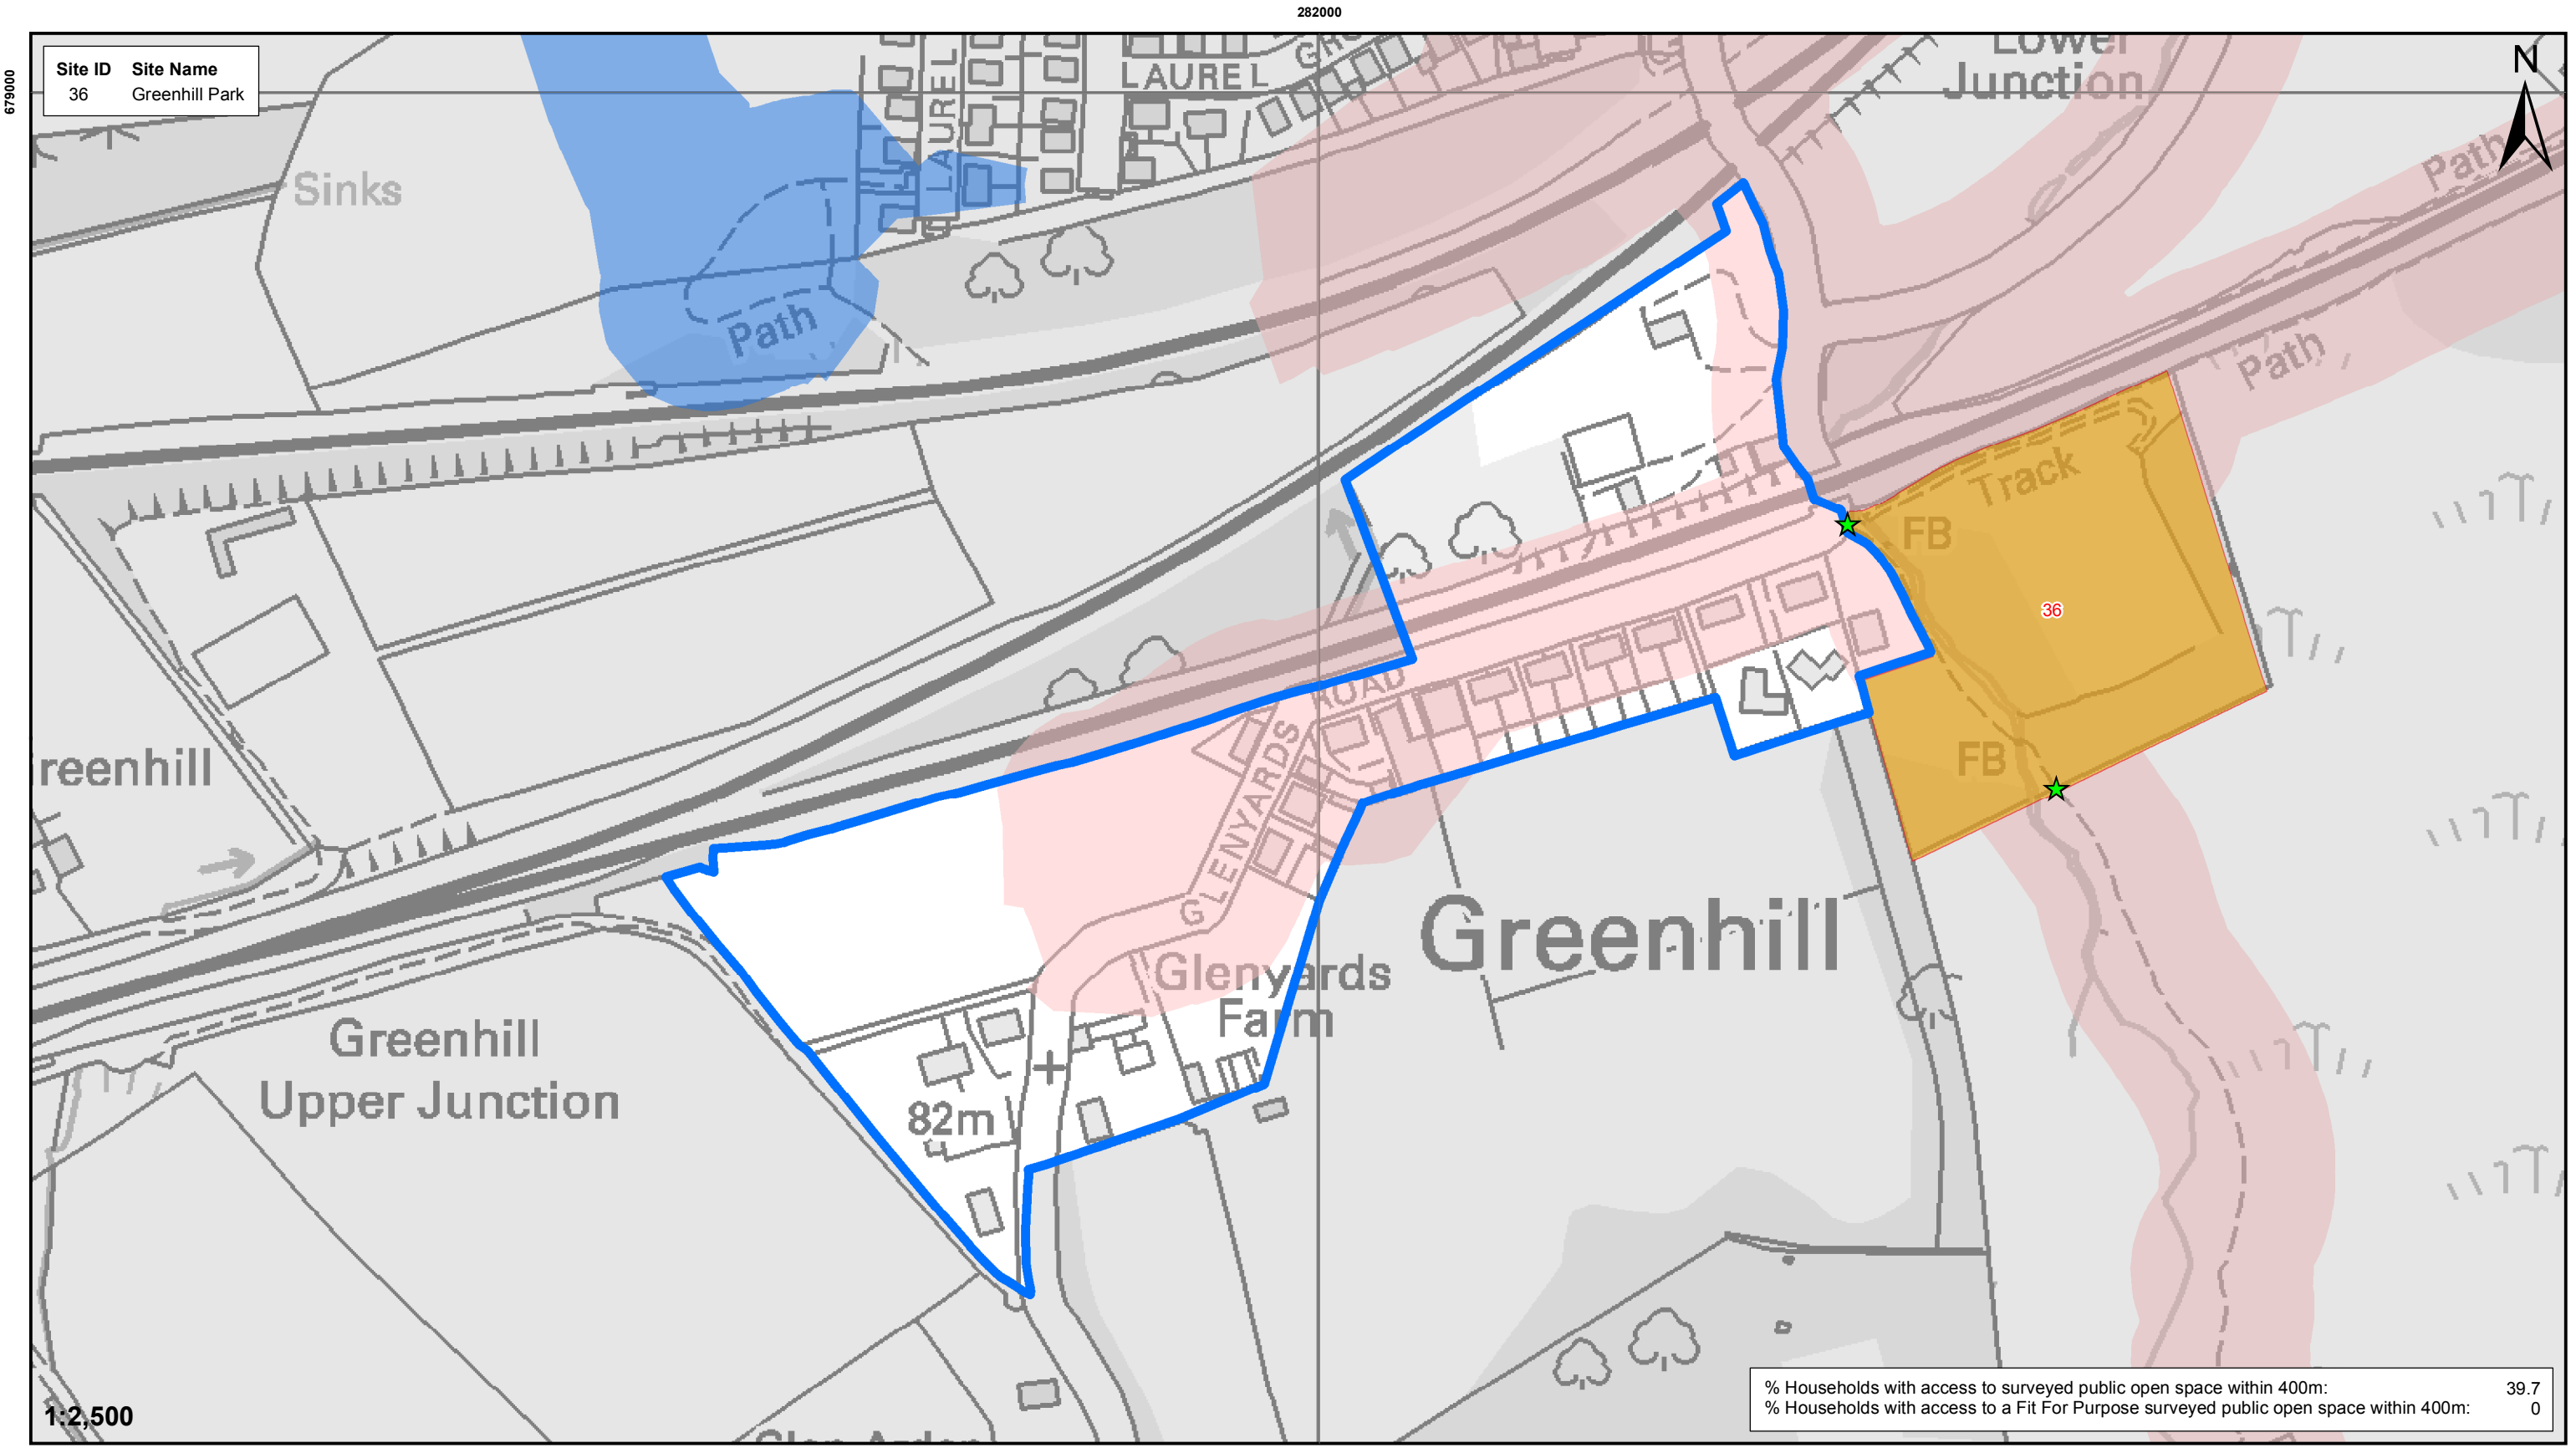 282000
679000
Site ID Site Name
36 Greenhill Park
LAUREL
LAUREL
Lower
Junction
N
Sinks
Path
Path
Path
Track
FB
36
FB
ROAD
GLENYARDS
reenhill
Greenhill
Glenyards
Farm
Greenhill
Upper Junction
82m
1:2,500
% Households with access to surveyed public open space within 400m: 39.7
% Households with access to a Fit For Purpose surveyed public open space within 400m: 0